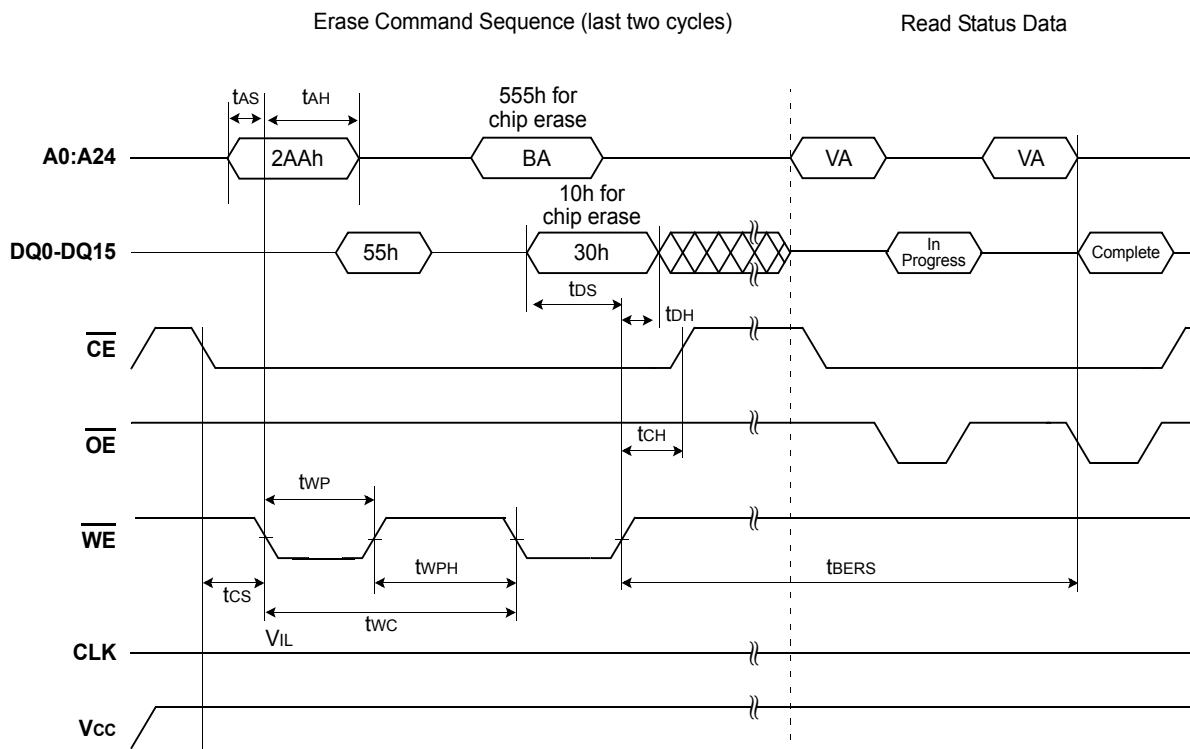 Erase Command Sequence (last two cycles)
Read Status Data
tAS
tAH
555h for
chip erase
A0:A24
2AAh
BA
VA
VA
10h for
chip erase
DQ0-DQ15
55h
30h
In
Progress
Complete
tDS
tDH
CE
OE
tCH
tWP
WE
tWPH
tBERS
tCS
tWC
VIL
CLK
Vcc